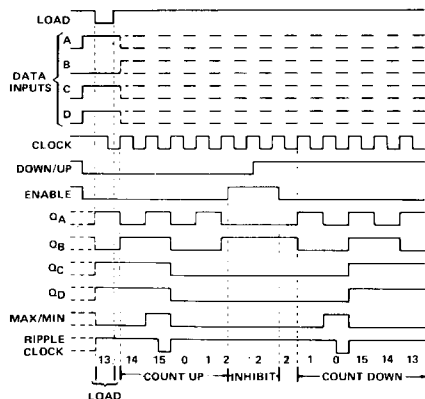 LOAD
A
B
DATA INPUTS
C
D
CLOCK
DOWN/UP
ENABLE
QA
QB
QC
QD
MAX/MIN
RIPPLE CLOCK
13 14 15 0 1 2 2 2 1 0 15 14 13
COUNT UP INHIBIT COUNT DOWN
LOAD